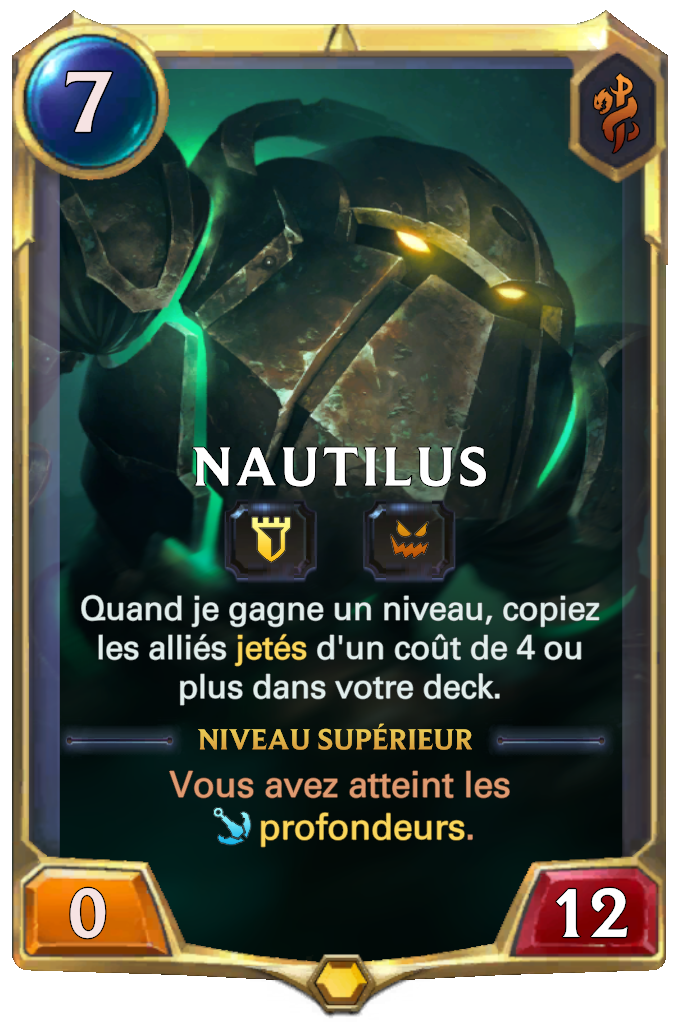 7
NAUTILUS
Quand je gagne un niveau, copiez
les alliés jetés d'un coût de 4 ou
plus dans votre deck.
NIVEAU SUPÉRIEUR
Vous avez atteint les
profondeurs.
0
12